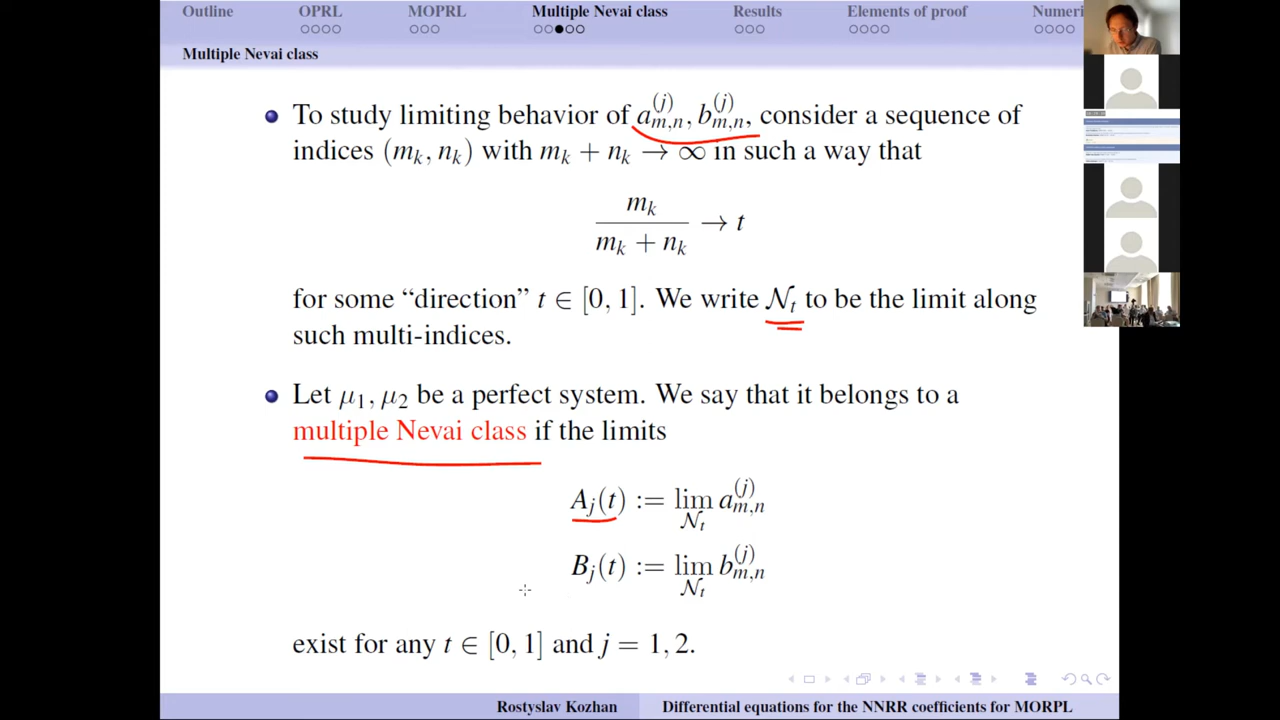 Outline OPRL MOPRL Multiple Nevai class Results Elements of proof Numeri
Multiple Nevai class
To study limiting behavior of a_{m,n}^{(j)}, b_{m,n}^{(j)}, consider a sequence of
indices (m_k, n_k) with m_k + n_k → ∞ in such a way that
m_k / (m_k + n_k) → t
for some “direction” t ∈ [0, 1]. We write 𝒩_t to be the limit along
such multi-indices.
Let μ_1, μ_2 be a perfect system. We say that it belongs to a
multiple Nevai class if the limits
A_j(t) := lim_{𝒩_t} a_{m,n}^{(j)}
B_j(t) := lim_{𝒩_t} b_{m,n}^{(j)}
exist for any t ∈ [0, 1] and j = 1, 2.
Rostyslav Kozhan Differential equations for the NNRR coefficients for MORPL